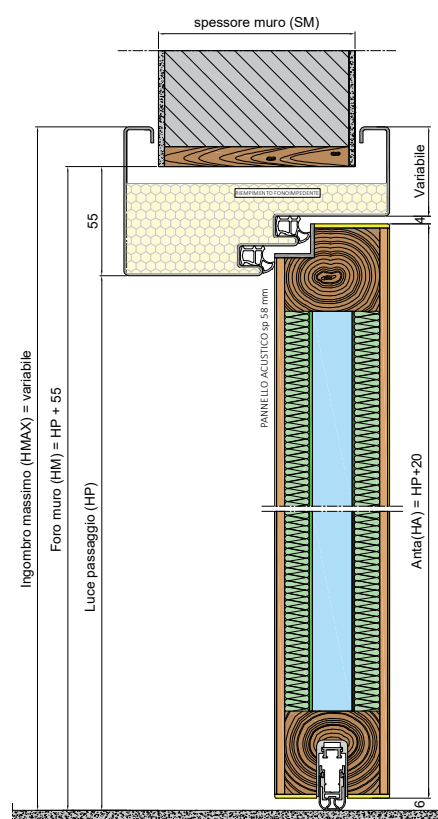 spessore muro (SM)
Variabile
RIEMPIMENTO FONOIMPEDENTE
55
4
PANNELLO ACUSTICO sp 58 mm
Ingombro massimo (HMAX) = variabile
Foro muro (HM) = HP + 55
Luce passaggio (HP)
Anta(HA) = HP+20
6